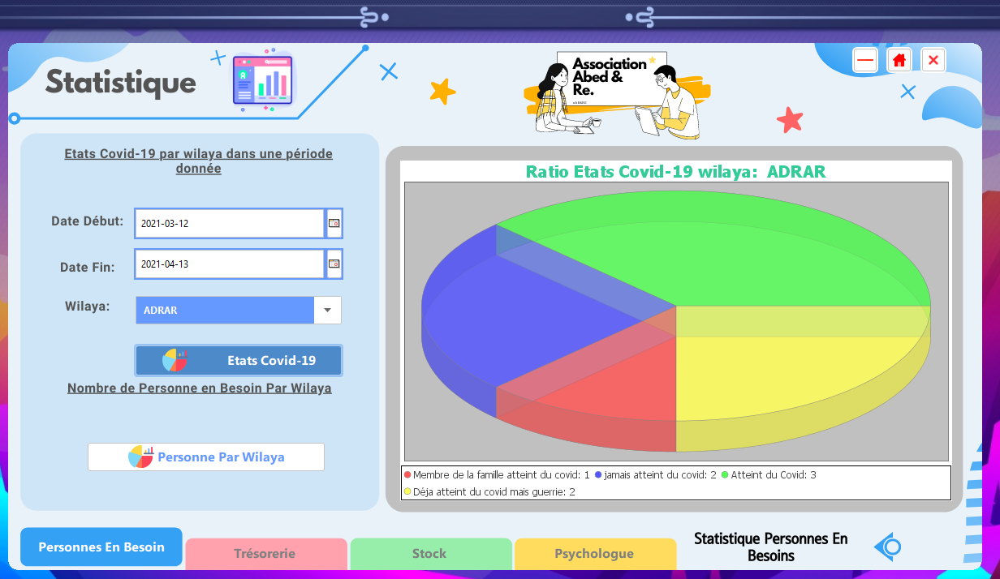 Statistique
Association
Abed &
Re.
Etats Covid-19 par wilaya dans une période
donnée
Date Début:
2021-03-12
Date Fin:
2021-04-13
Wilaya:
ADRAR
Etats Covid-19
Nombre de Personne en Besoin Par Wilaya
Personne Par Wilaya
Ratio Etats Covid-19 wilaya: ADRAR
Membre de la famille atteint du covid: 1 jamais atteint du covid: 2 Atteint du Covid: 3
Déja atteint du covid mais guerrie: 2
Personnes En Besoin
Trésorerie
Stock
Psychologue
Statistique Personnes En
Besoins